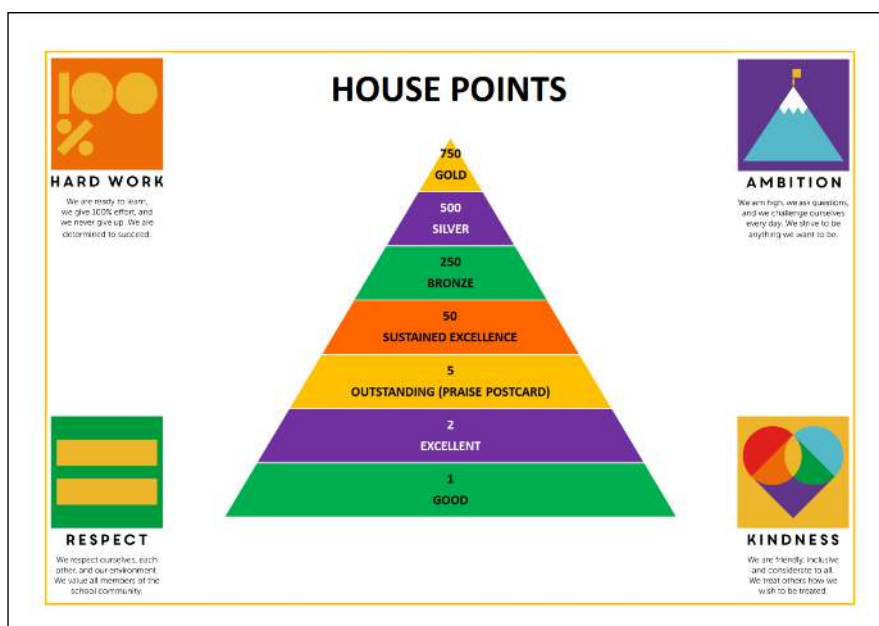 HOUSE POINTS
100
%
HARD WORK
We are ready to learn,
we give 100% effort, and
we never give up. We are
determined to succeed.
AMBITION
We aim high, we ask questions,
and we challenge ourselves
every day. We strive to be
anything we want to be.
750
GOLD
500
SILVER
250
BRONZE
50
SUSTAINED EXCELLENCE
5
OUTSTANDING (PRAISE POSTCARD)
2
EXCELLENT
1
GOOD
RESPECT
We respect ourselves, each
other, and our environment.
We value all members of the
school community.
KINDNESS
We are friendly, inclusive
and considerate to all.
We treat others how we
wish to be treated.